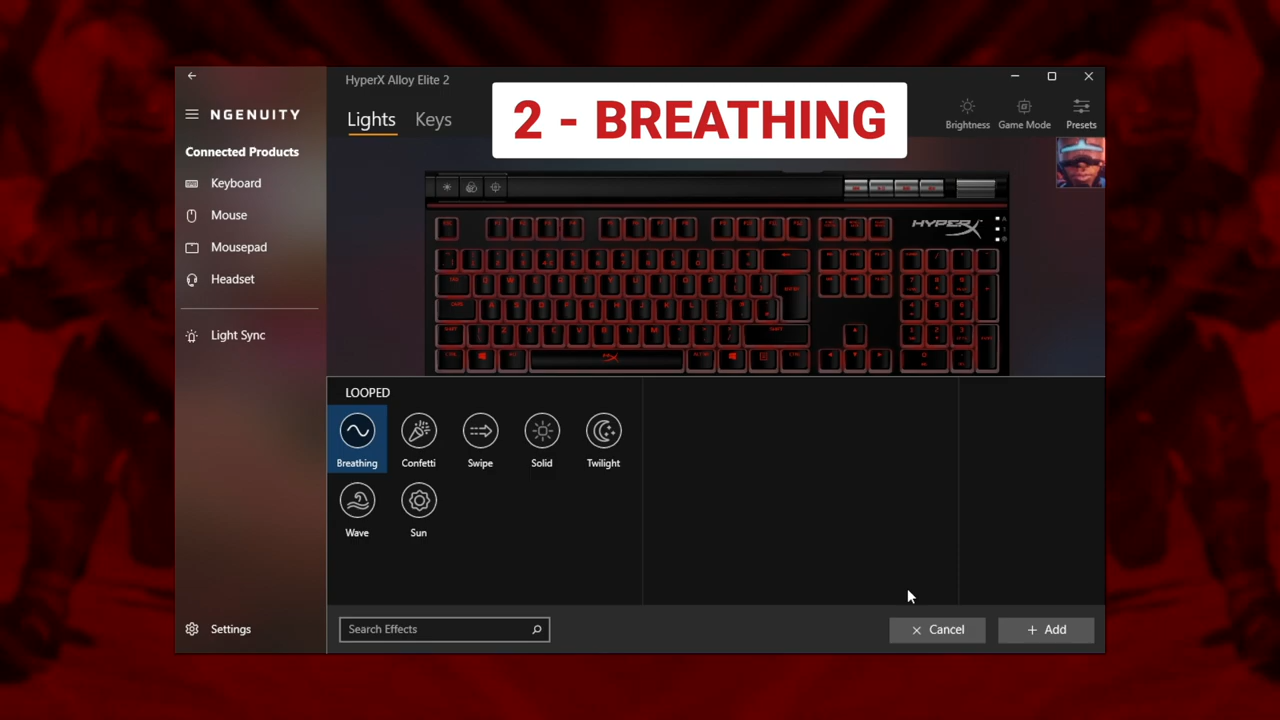 HyperX Alloy Elite 2
2 - BREATHING
NGENUITY
Lights Keys
Brightness Game Mode Presets
Connected Products
Keyboard
Mouse
Mousepad
Headset
Light Sync
HYPERX
LOOPED
Breathing Confetti Swipe Solid Twilight
Wave Sun
Settings
Search Effects
Cancel
Add